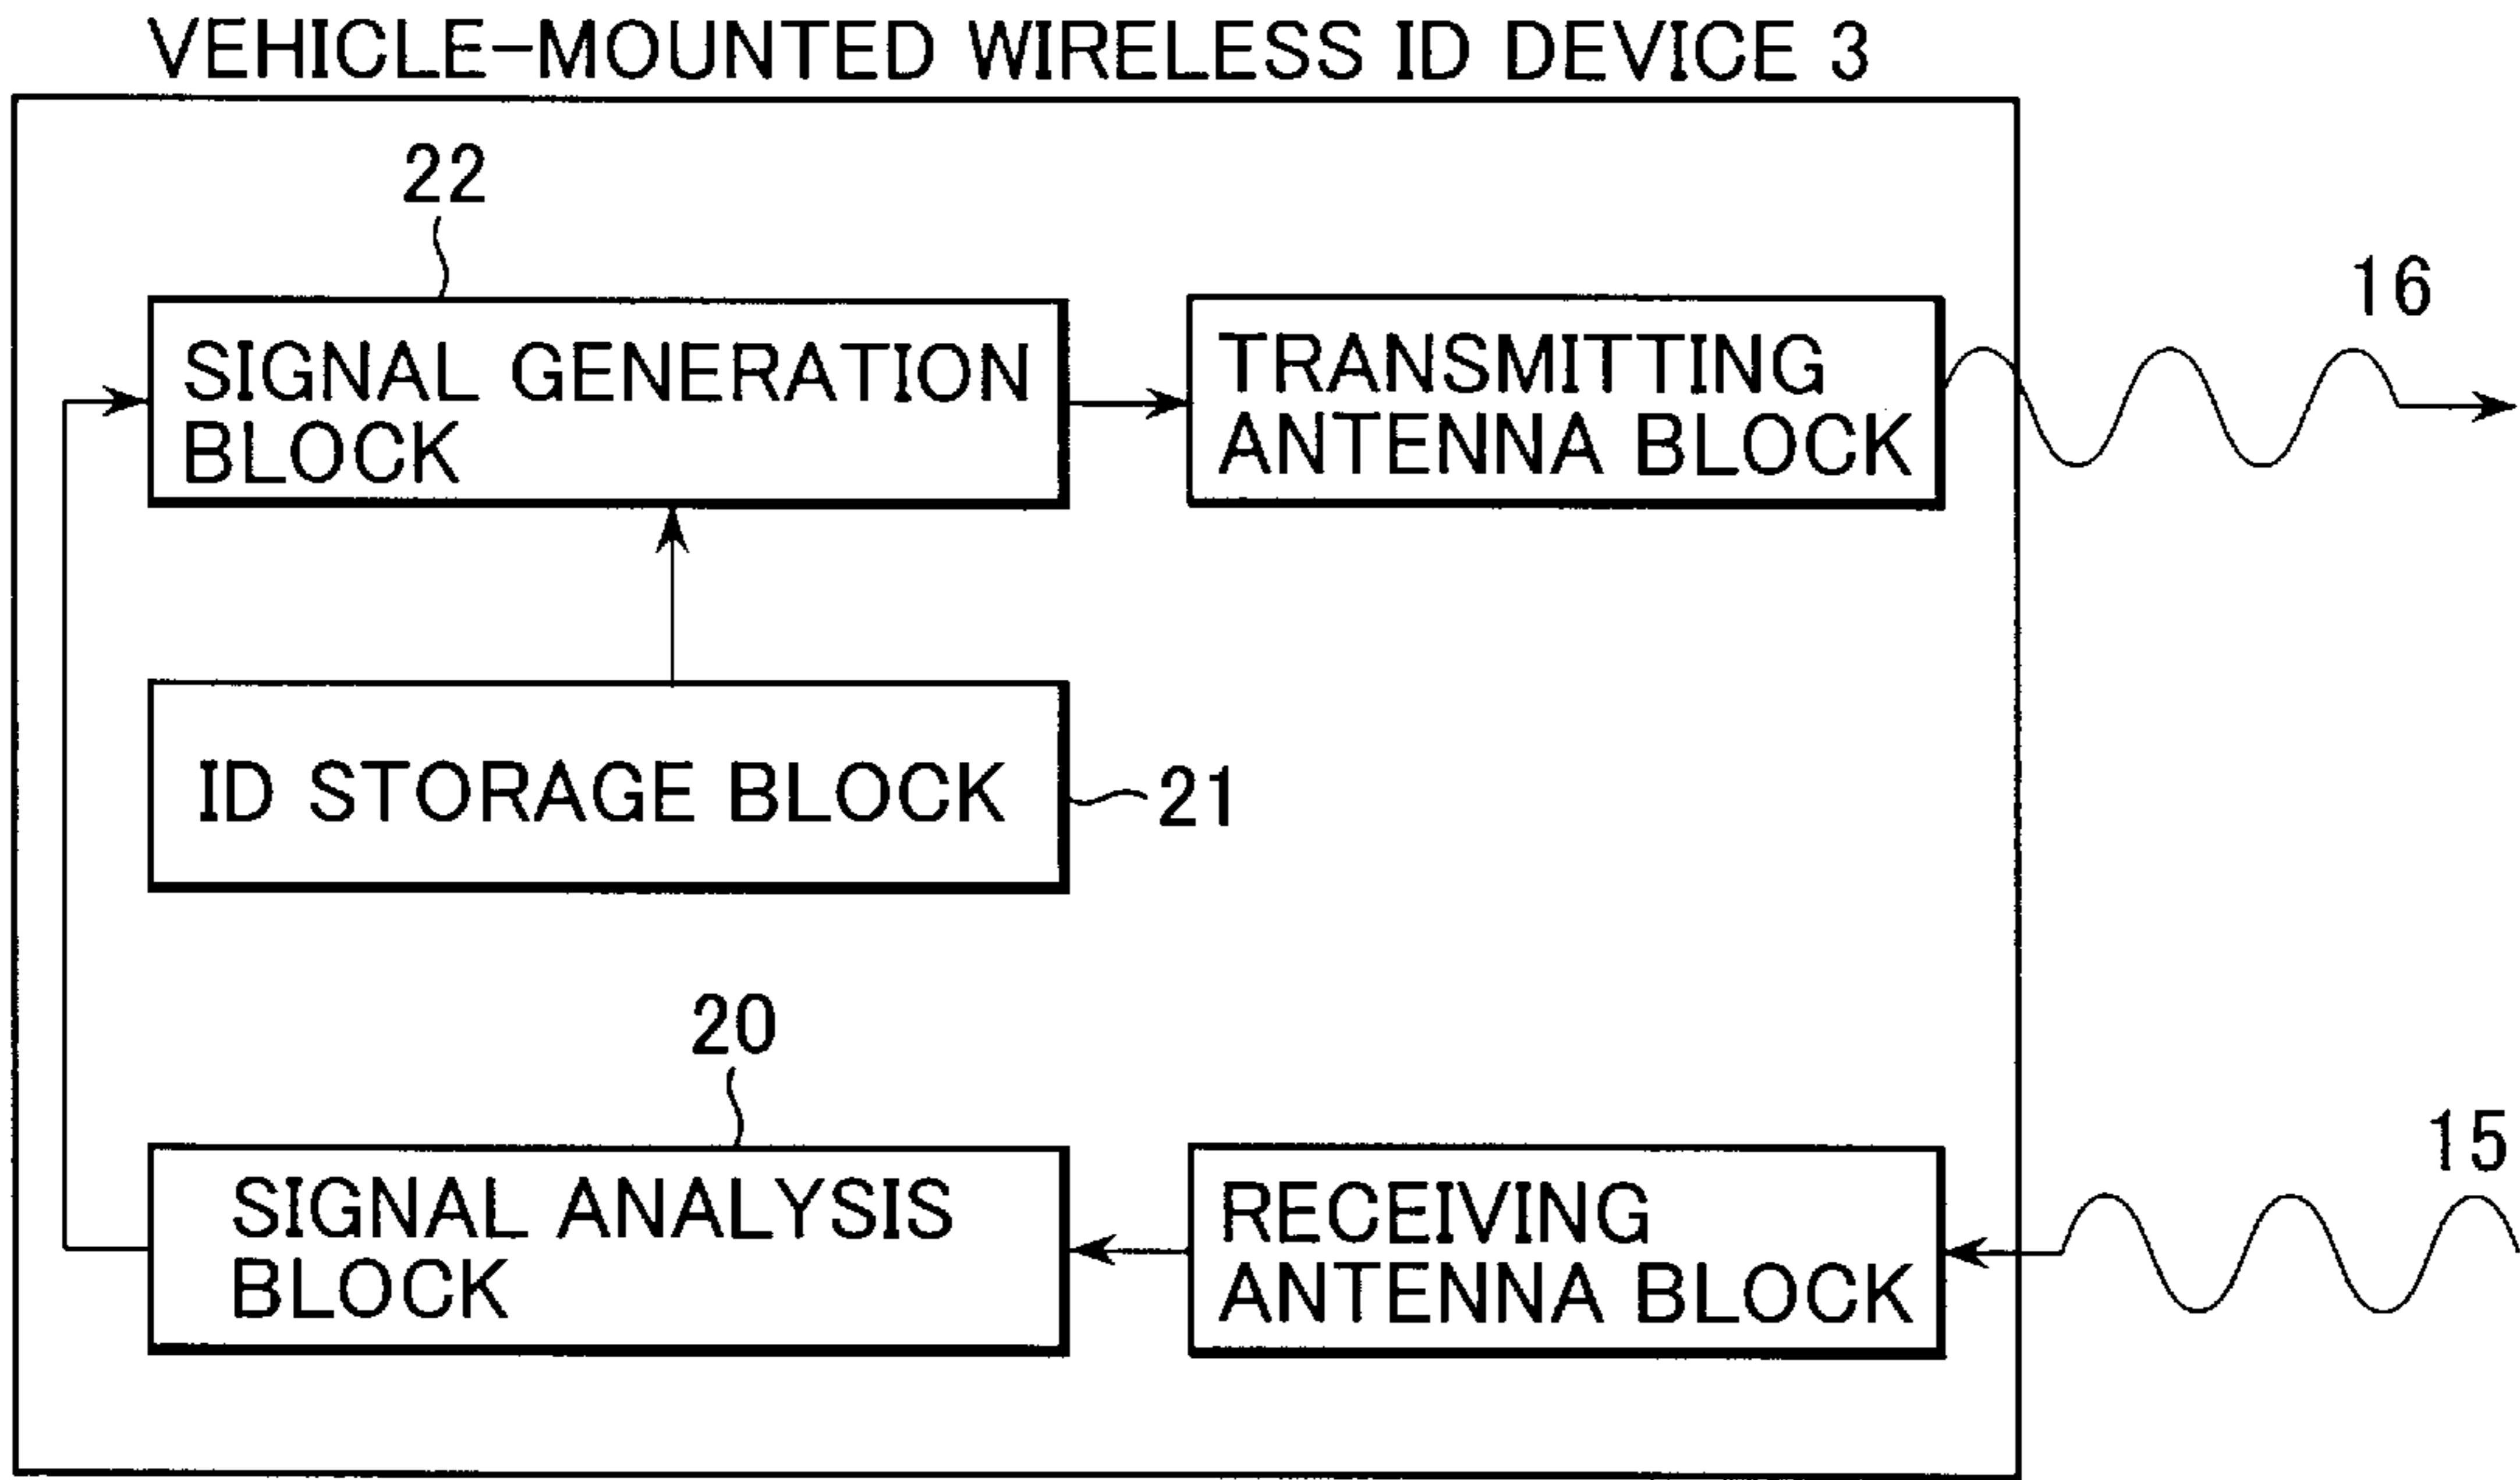 VEHICLE-MOUNTED WIRELESS ID DEVICE 3
22
SIGNAL GENERATION
BLOCK
TRANSMITTING
ANTENNA BLOCK
16
ID STORAGE BLOCK
21
20
SIGNAL ANALYSIS
BLOCK
RECEIVING
ANTENNA BLOCK
15